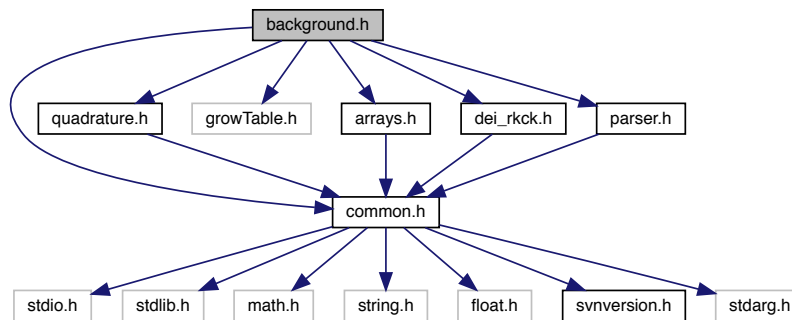 background.h
quadrature.h
growTable.h
arrays.h
dei_rkck.h
parser.h
common.h
stdio.h
stdlib.h
math.h
string.h
float.h
svnversion.h
stdarg.h